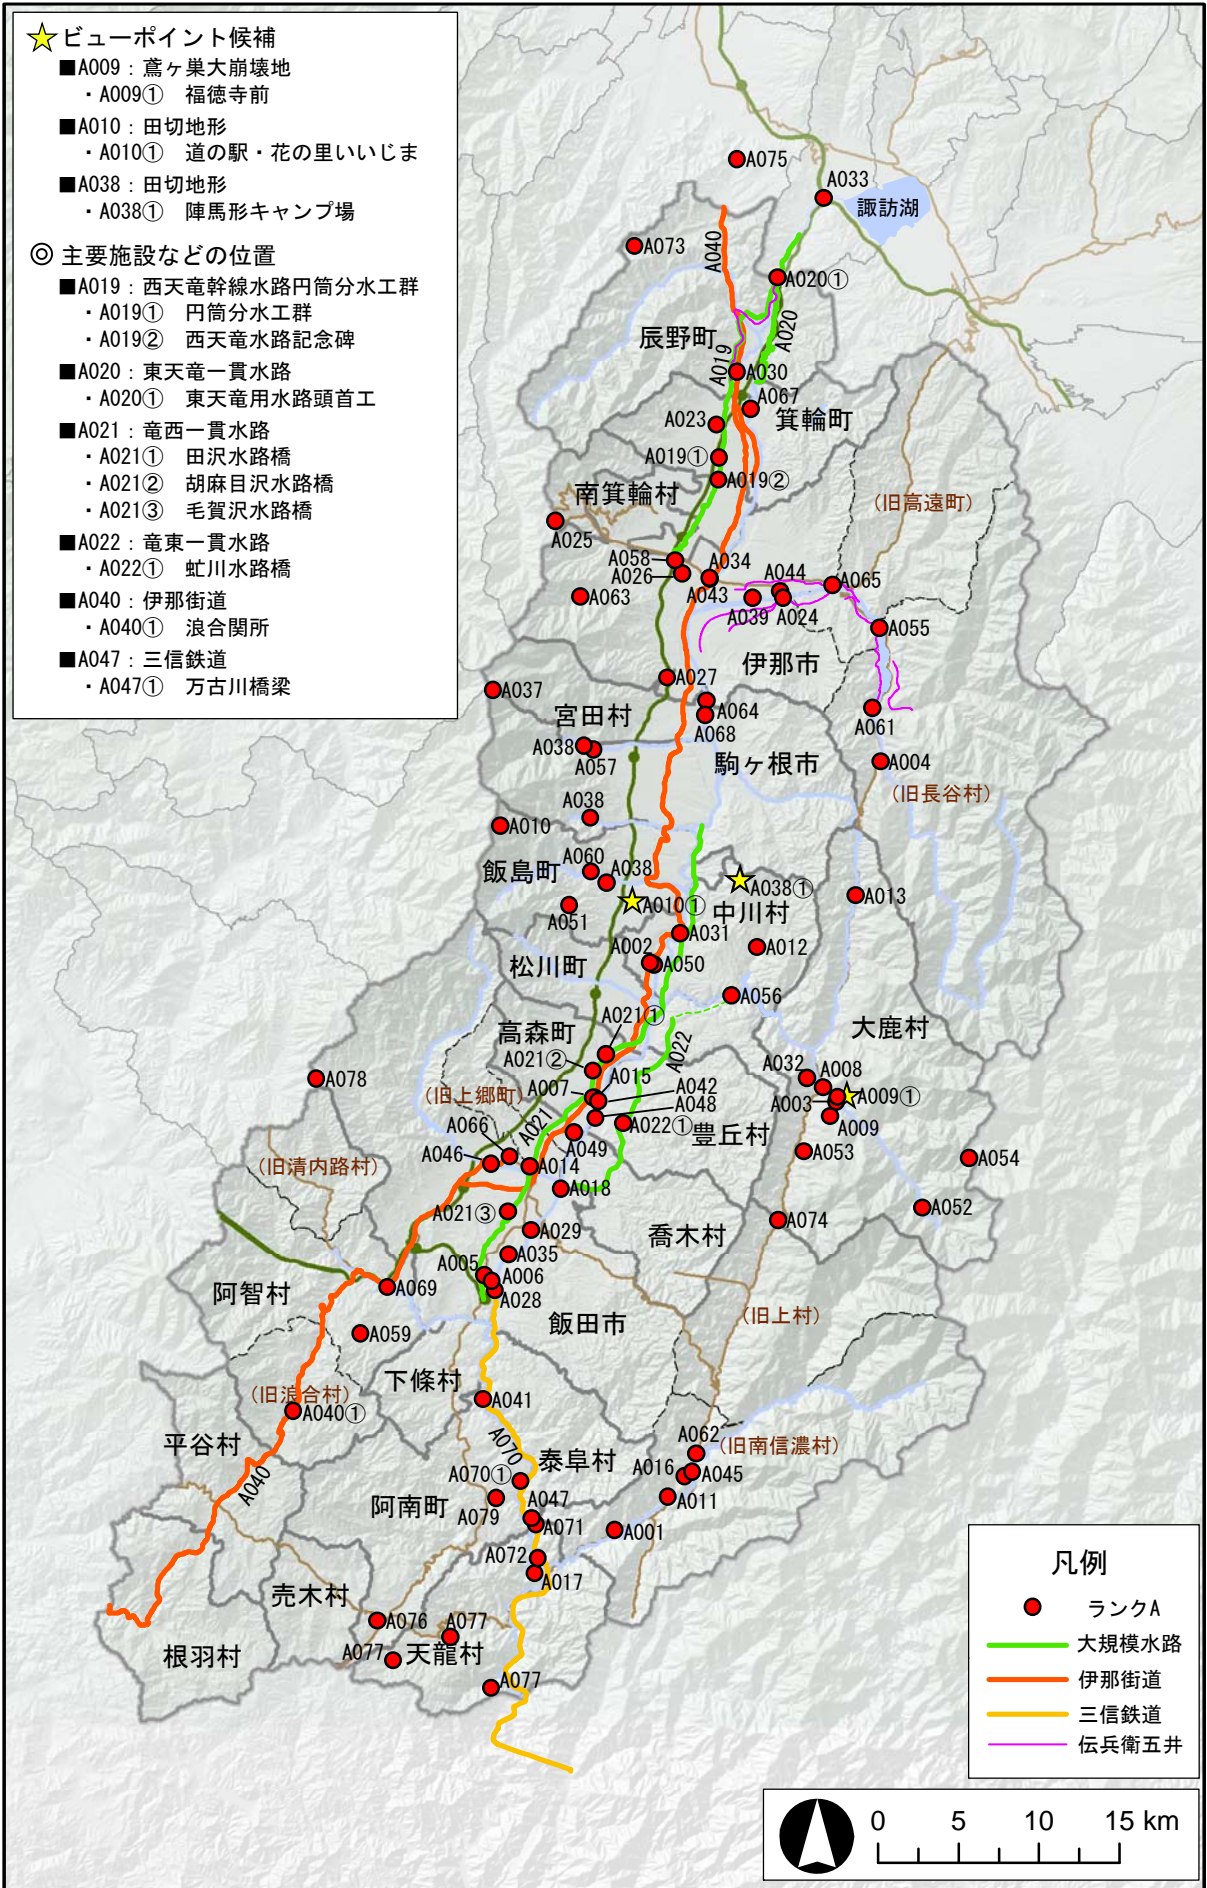 ビューポイント候補
■A009：鳶ヶ巣大崩壊地
・A009①　福徳寺前
■A010：田切地形
・A010①　道の駅・花の里いいじま
■A038：田切地形
・A038①　陣馬形キャンプ場
◎ 主要施設などの位置
■A019：西天竜幹線水路円筒分水工群
・A019①　円筒分水工群
・A019②　西天竜水路記念碑
■A020：東天竜一貫水路
・A020①　東天竜用水路頭首工
■A021：竜西一貫水路
・A021①　田沢水路橋
・A021②　胡麻目沢水路橋
・A021③　毛賀沢水路橋
■A022：竜東一貫水路
・A022①　虻川水路橋
■A040：伊那街道
・A040①　浪合関所
■A047：三信鉄道
・A047①　万古川橋梁
A075
A033
諏訪湖
A073
A040
A020①
辰野町
A020
A019
A030
A067
箕輪町
A023
A019①
A019②
南箕輪村
(旧高遠町)
A025
A058
A026
A034
A043
A044
A065
A063
A039
A024
A055
伊那市
A027
A037
A064
A068
A061
宮田村
A038
A057
駒ヶ根市
A004
(旧長谷村)
A038
A010
A060
飯島町
A038
A038①
A013
A051
A010①
中川村
A031
A012
A002
A050
松川町
A056
大鹿村
高森町
A021①
A022
A021②
A078
A032
A008
A015
(旧上郷町)
A007
A042
A003
A009①
A048
A021
A022①
豊丘村
A009
A066
A049
A053
A054
(旧清内路村)
A046
A014
A018
A052
A021③
A029
喬木村
A074
A035
A005
A006
阿智村
A069
A028
飯田市
(旧上村)
A059
下條村
(旧浪合村)
A041
A040①
平谷村
A062
(旧南信濃村)
A070
泰阜村
A016
A045
A040
A070①
阿南町
A079
A047
A011
A071
A001
A072
A017
売木村
A076
A077
根羽村
A077
天龍村
A077
凡例
ランクA
大規模水路
伊那街道
三信鉄道
伝兵衛五井
0 5 10 15 km